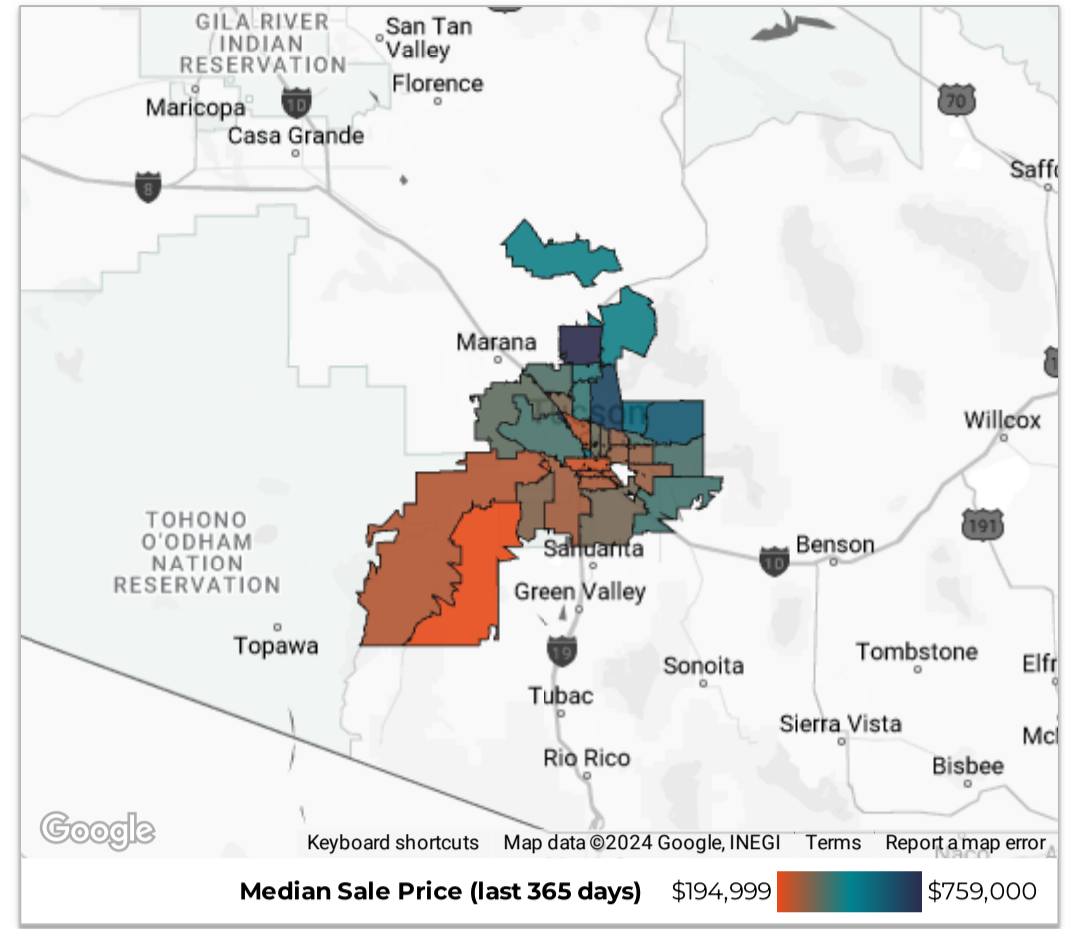 GILA RIVER
INDIAN
RESERVATION
San Tan
Valley
Florence
Maricopa
10
Casa Grande
70
8
Saff
Marana
Tucson
Willcox
191
TOHONO
O'ODHAM
NATION
RESERVATION
Sahuarita
Benson
10
Green Valley
Topawa
19
Sonoita
Tombstone
Elfr
Tubac
Sierra Vista
Mc
Rio Rico
Bisbee
Google
Keyboard shortcuts Map data ©2024 Google, INEGI Terms Report a map error
Naco
Median Sale Price (last 365 days) $194,999 $759,000